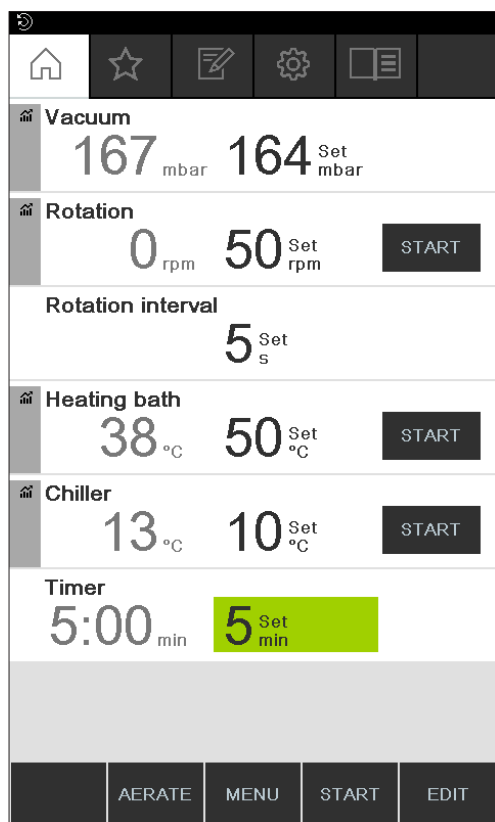 Vacuum
167 mbar 164 Set mbar
Rotation
0 rpm 50 Set rpm START
Rotation interval
5 Set s
Heating bath
38 °C 50 Set °C START
Chiller
13 °C 10 Set °C START
Timer
5:00 min 5 Set min
AERATE MENU START EDIT